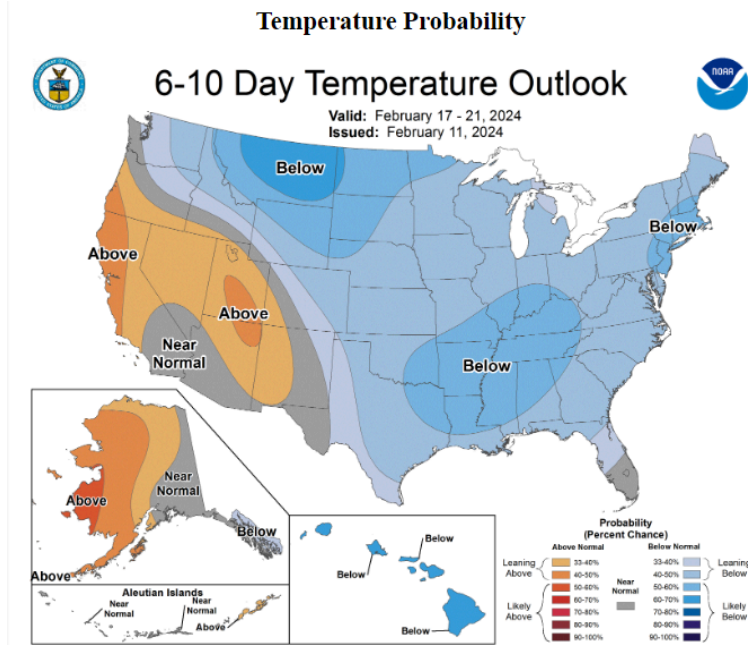 Temperature Probability
6-10 Day Temperature Outlook
NOAA
Valid: February 17 - 21, 2024
Issued: February 11, 2024
Below
Below
Above
Above
Near
Normal
Below
Near
Normal
Above
Below
Above
Aleutian Islands
Near
Normal
Near
Normal
Above
Below
Below
Below
Below
Probability
(Percent Chance)
Above Normal Below Normal
Leaning
Above
33-40%
40-50%
Likely
Above
50-60%
60-70%
70-80%
80-90%
90-100%
Near
Normal
33-40%
40-50%
Leaning
Below
50-60%
60-70%
70-80%
80-90%
90-100%
Likely
Below